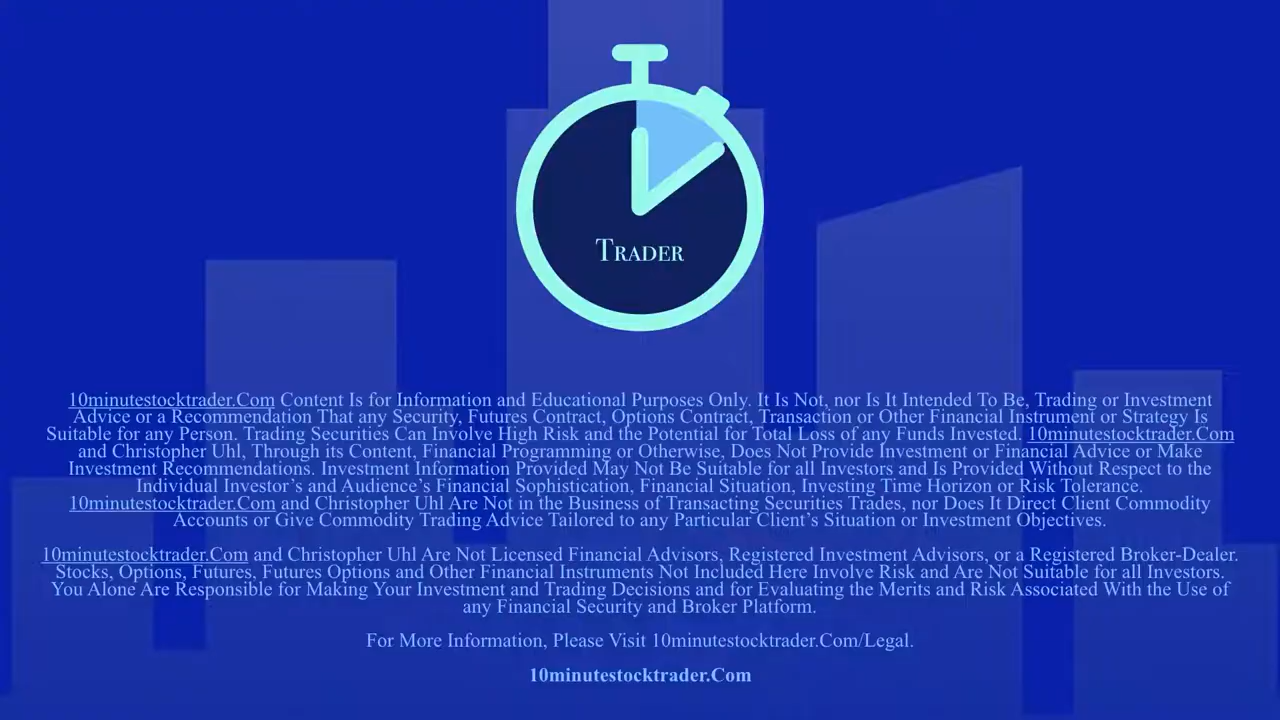 Trader
10minutestocktrader.Com Content Is for Information and Educational Purposes Only. It Is Not, nor Is It Intended To Be, Trading or Investment
Advice or a Recommendation That any Security, Futures Contract, Options Contract, Transaction or Other Financial Instrument or Strategy Is
Suitable for any Person. Trading Securities Can Involve High Risk and the Potential for Total Loss of any Funds Invested. 10minutestocktrader.Com
and Christopher Uhl, Through its Content, Financial Programming or Otherwise, Does Not Provide Investment or Financial Advice or Make
Investment Recommendations. Investment Information Provided May Not Be Suitable for all Investors and Is Provided Without Respect to the
Individual Investor’s and Audience’s Financial Sophistication, Financial Situation, Investing Time Horizon or Risk Tolerance.
10minutestocktrader.Com and Christopher Uhl Are Not in the Business of Transacting Securities Trades, nor Does It Direct Client Commodity
Accounts or Give Commodity Trading Advice Tailored to any Particular Client’s Situation or Investment Objectives.
10minutestocktrader.Com and Christopher Uhl Are Not Licensed Financial Advisors, Registered Investment Advisors, or a Registered Broker-Dealer.
Stocks, Options, Futures, Futures Options and Other Financial Instruments Not Included Here Involve Risk and Are Not Suitable for all Investors.
You Alone Are Responsible for Making Your Investment and Trading Decisions and for Evaluating the Merits and Risk Associated With the Use of
any Financial Security and Broker Platform.
For More Information, Please Visit 10minutestocktrader.Com/Legal.
10minutestocktrader.Com